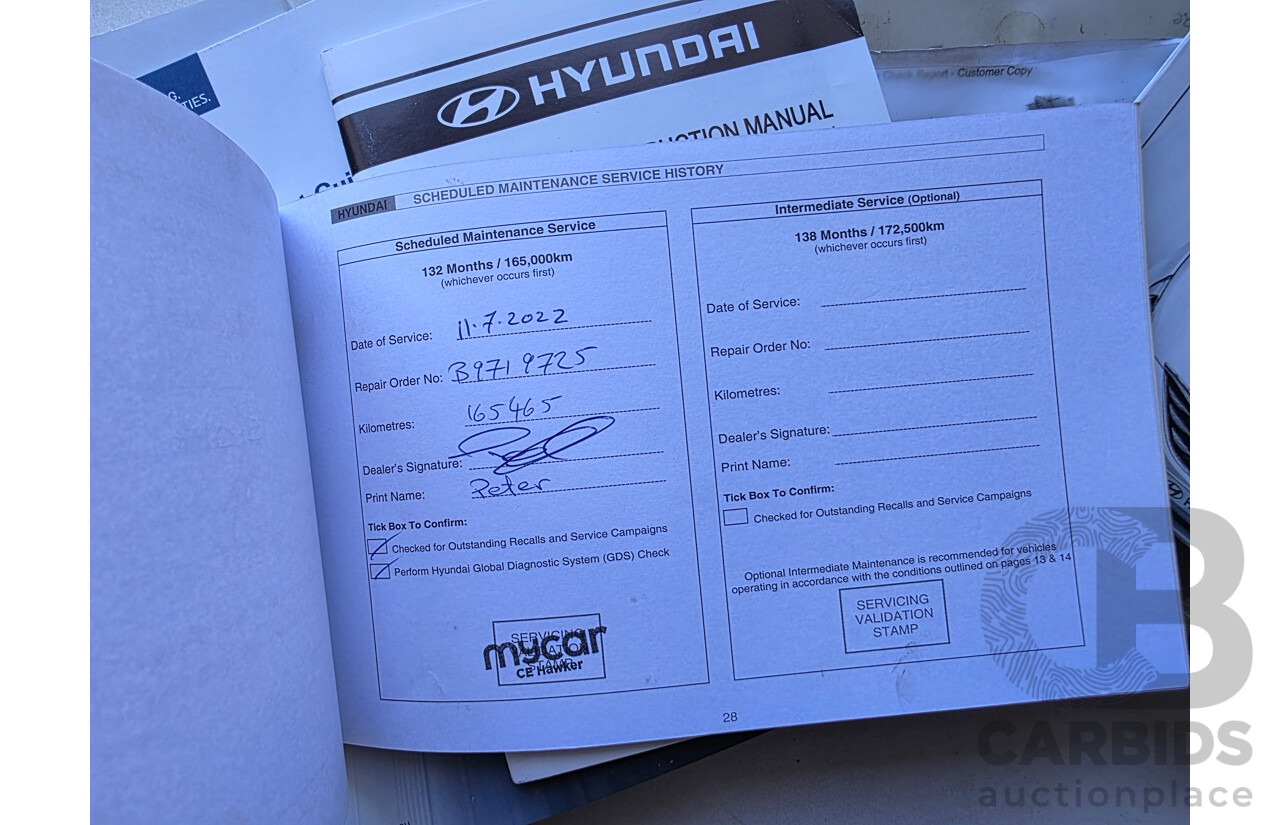 G.
TIES.
HYUNDAI
UCTION MANUAL
Check Report - Customer Copy
HYUNDAI
SCHEDULED MAINTENANCE SERVICE HISTORY
Scheduled Maintenance Service
132 Months / 165,000km
(whichever occurs first)
Date of Service: 11.7.2022
Repair Order No: B9719725
Kilometres: 165465
Dealer's Signature:
Print Name: Peter
Tick Box To Confirm:
Checked for Outstanding Recalls and Service Campaigns
Perform Hyundai Global Diagnostic System (GDS) Check
SERVICING
VALIDATION
STAMP
mycar
CE Hawker
Intermediate Service (Optional)
138 Months / 172,500km
(whichever occurs first)
Date of Service:
Repair Order No:
Kilometres:
Dealer's Signature:
Print Name:
Tick Box To Confirm:
Checked for Outstanding Recalls and Service Campaigns
Optional Intermediate Maintenance is recommended for vehicles
operating in accordance with the conditions outlined on pages 13 & 14
SERVICING
VALIDATION
STAMP
28
CB
CARBIDS
auctionplace